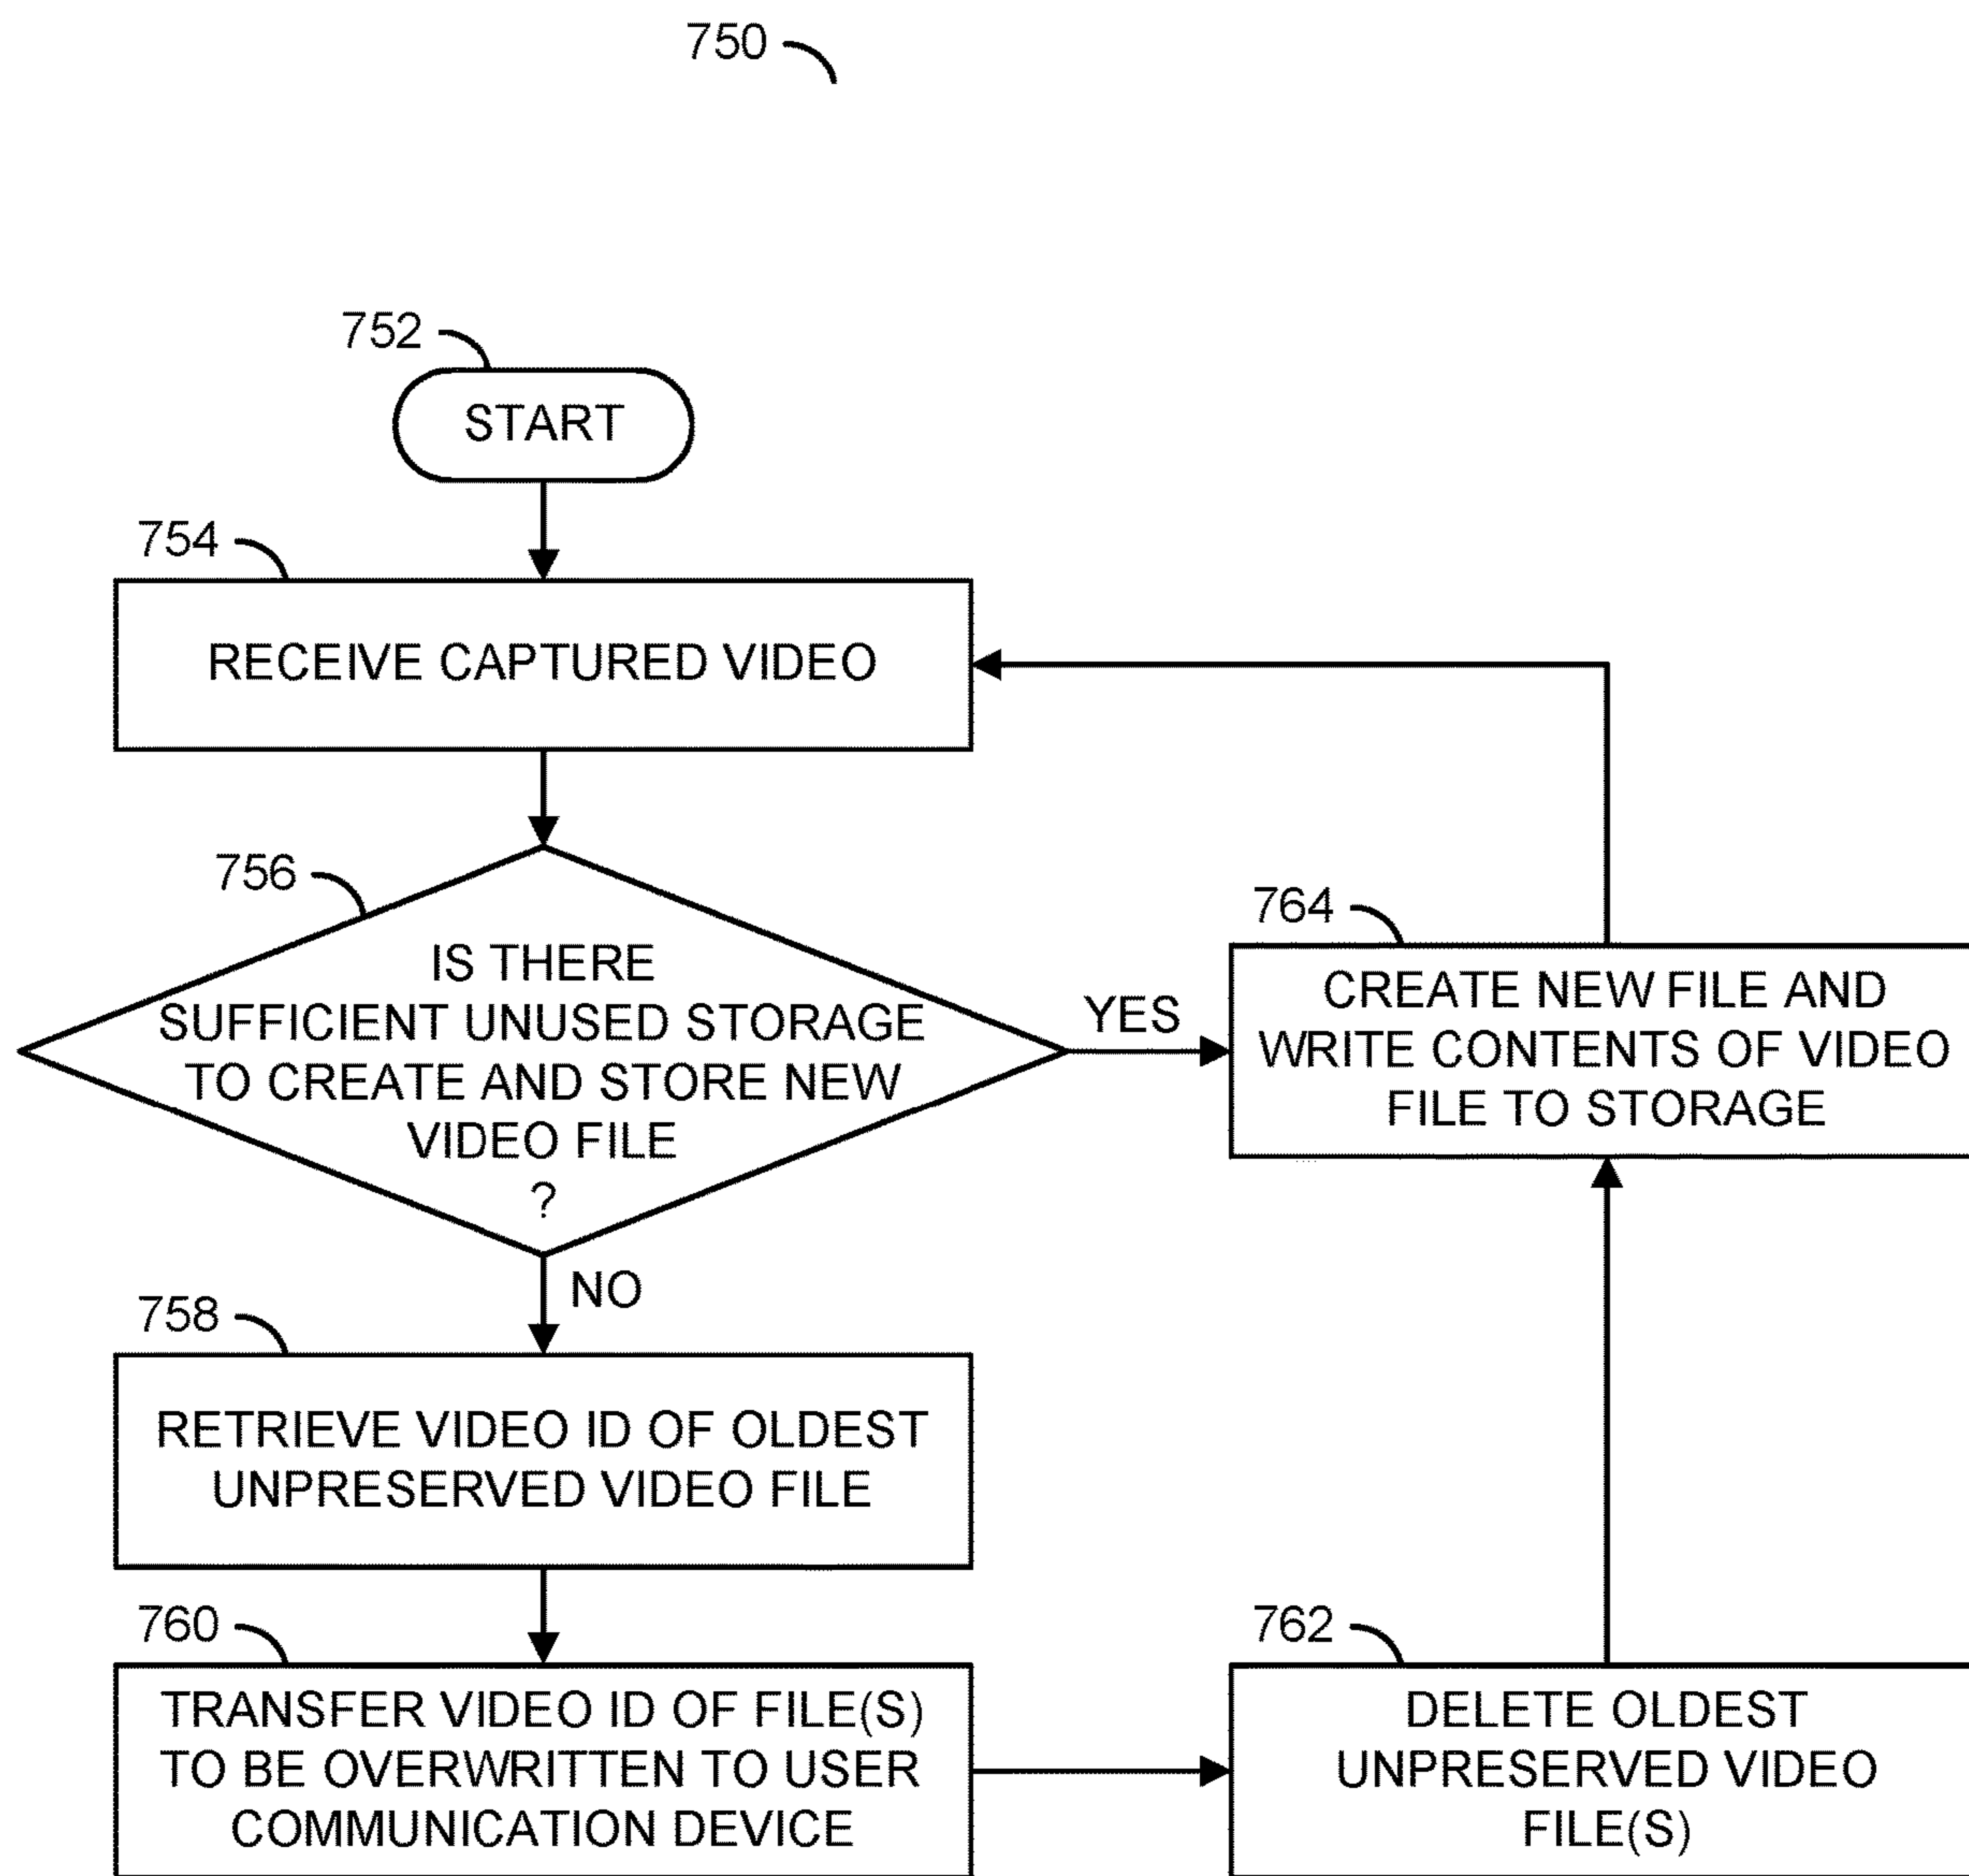 750
752
START
754
RECEIVE CAPTURED VIDEO
756
IS THERE
SUFFICIENT UNUSED STORAGE
TO CREATE AND STORE NEW
VIDEO FILE
?
YES
764
CREATE NEW FILE AND
WRITE CONTENTS OF VIDEO
FILE TO STORAGE
NO
758
RETRIEVE VIDEO ID OF OLDEST
UNPRESERVED VIDEO FILE
760
TRANSFER VIDEO ID OF FILE(S)
TO BE OVERWRITTEN TO USER
COMMUNICATION DEVICE
762
DELETE OLDEST
UNPRESERVED VIDEO
FILE(S)